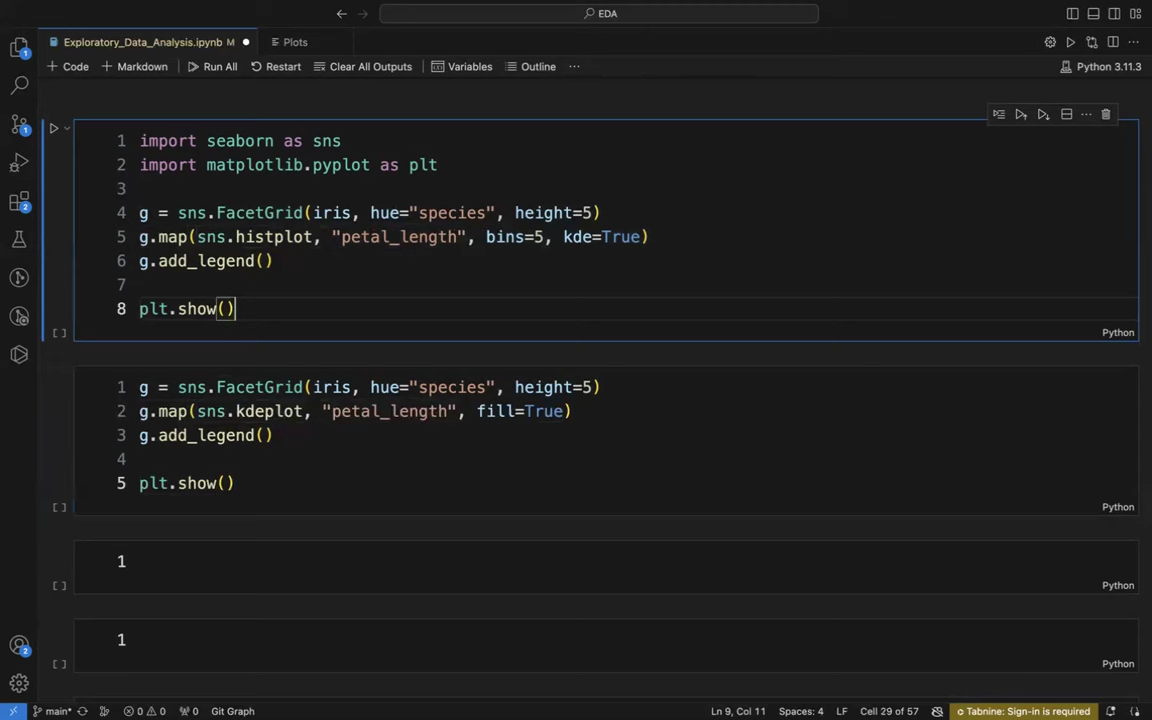 EDA
Exploratory_Data_Analysis.ipynb M
Plots
Code
Markdown
Run All
Restart
Clear All Outputs
Variables
Outline
Python 3.11.3
1 import seaborn as sns
2 import matplotlib.pyplot as plt
3
4 g = sns.FacetGrid(iris, hue="species", height=5)
5 g.map(sns.histplot, "petal_length", bins=5, kde=True)
6 g.add_legend()
7
8 plt.show()
[ ]
Python
1 g = sns.FacetGrid(iris, hue="species", height=5)
2 g.map(sns.kdeplot, "petal_length", fill=True)
3 g.add_legend()
4
5 plt.show()
[ ]
Python
1
[ ]
Python
1
[ ]
Python
1
1
2
2
main*
0
0
0
Git Graph
Ln 9, Col 11
Spaces: 4
LF
Cell 29 of 57
Tabnine: Sign-in is required